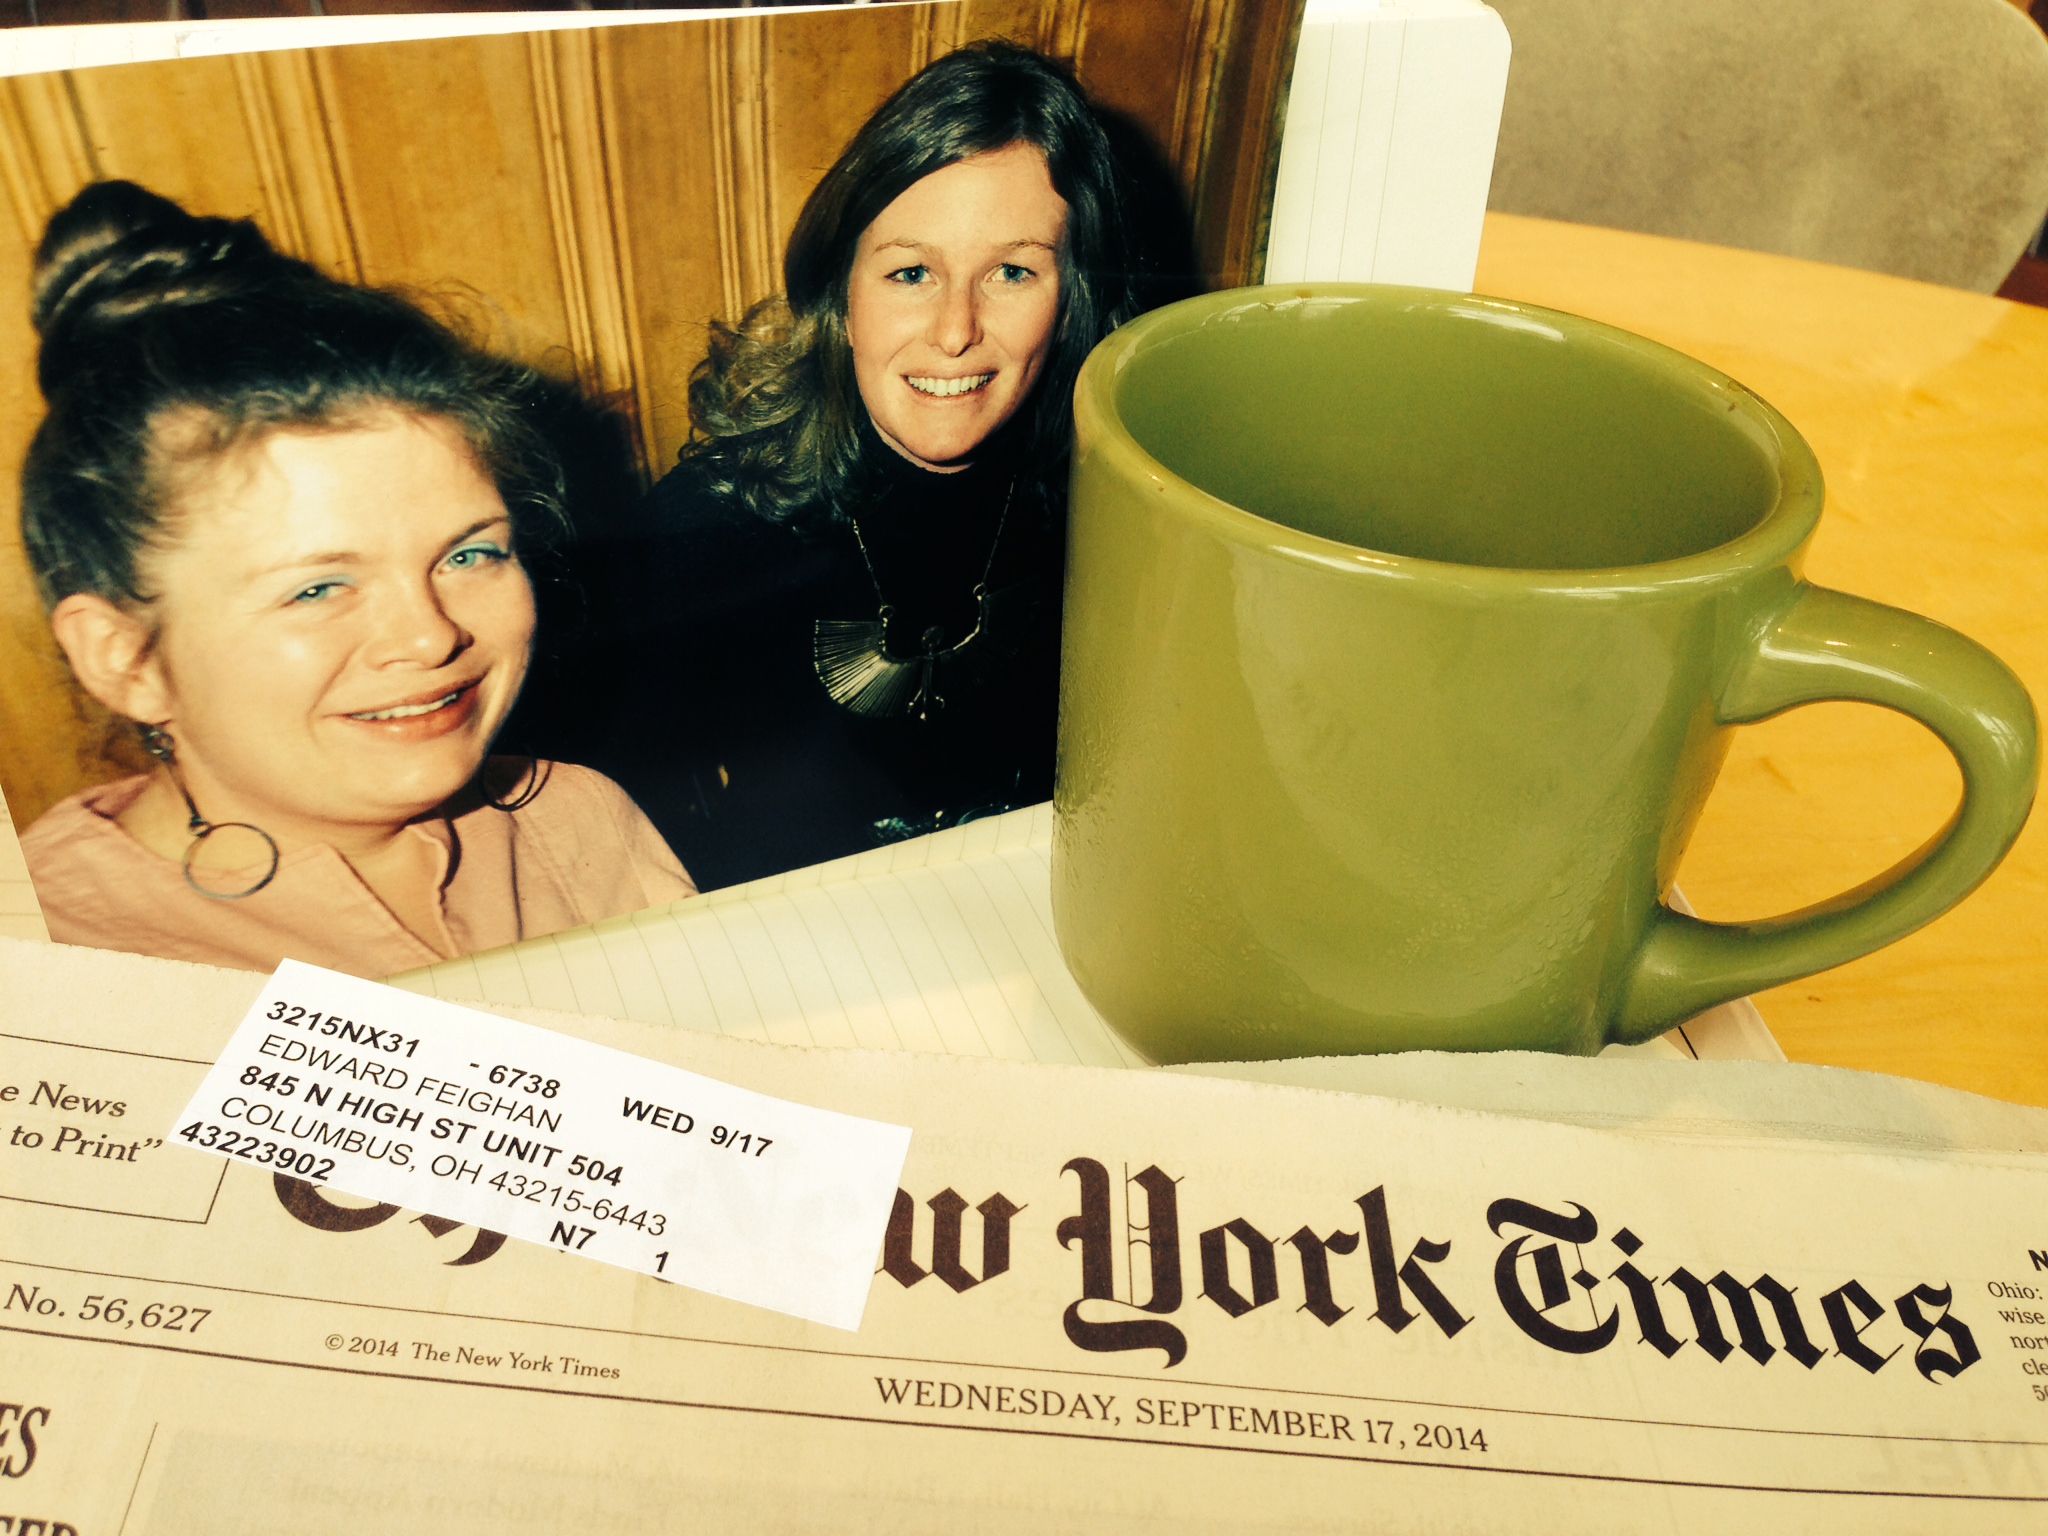 3215NX31 - 6738 WED 9/17
EDWARD FEIGHAN
845 N HIGH ST UNIT 504
COLUMBUS, OH 43215-6443
43223902 N7 1
News
to Print”
York Times
No. 56,627
© 2014 The New York Times
WEDNESDAY, SEPTEMBER 17, 2014
Ohio: